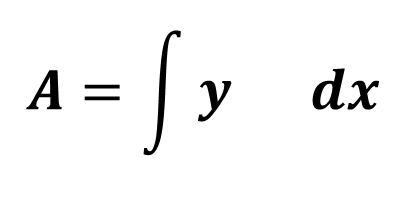 A = ∫ y dx